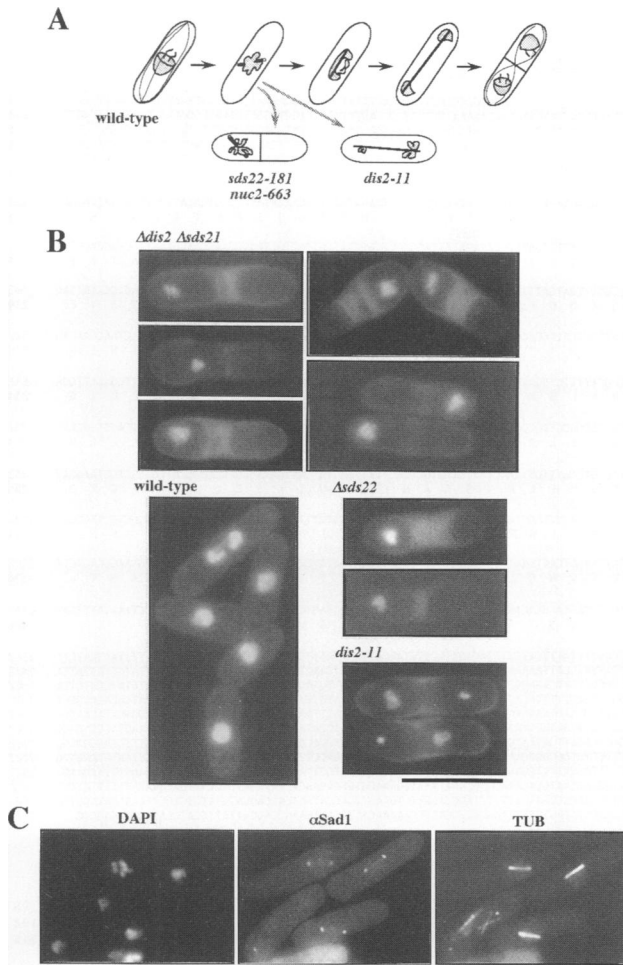 A
wild-type
sds22-181
nuc2-663
dis2-11
B
Δdis2 Δsds21
wild-type
Δsds22
dis2-11
C
DAPI
αSad1
TUB